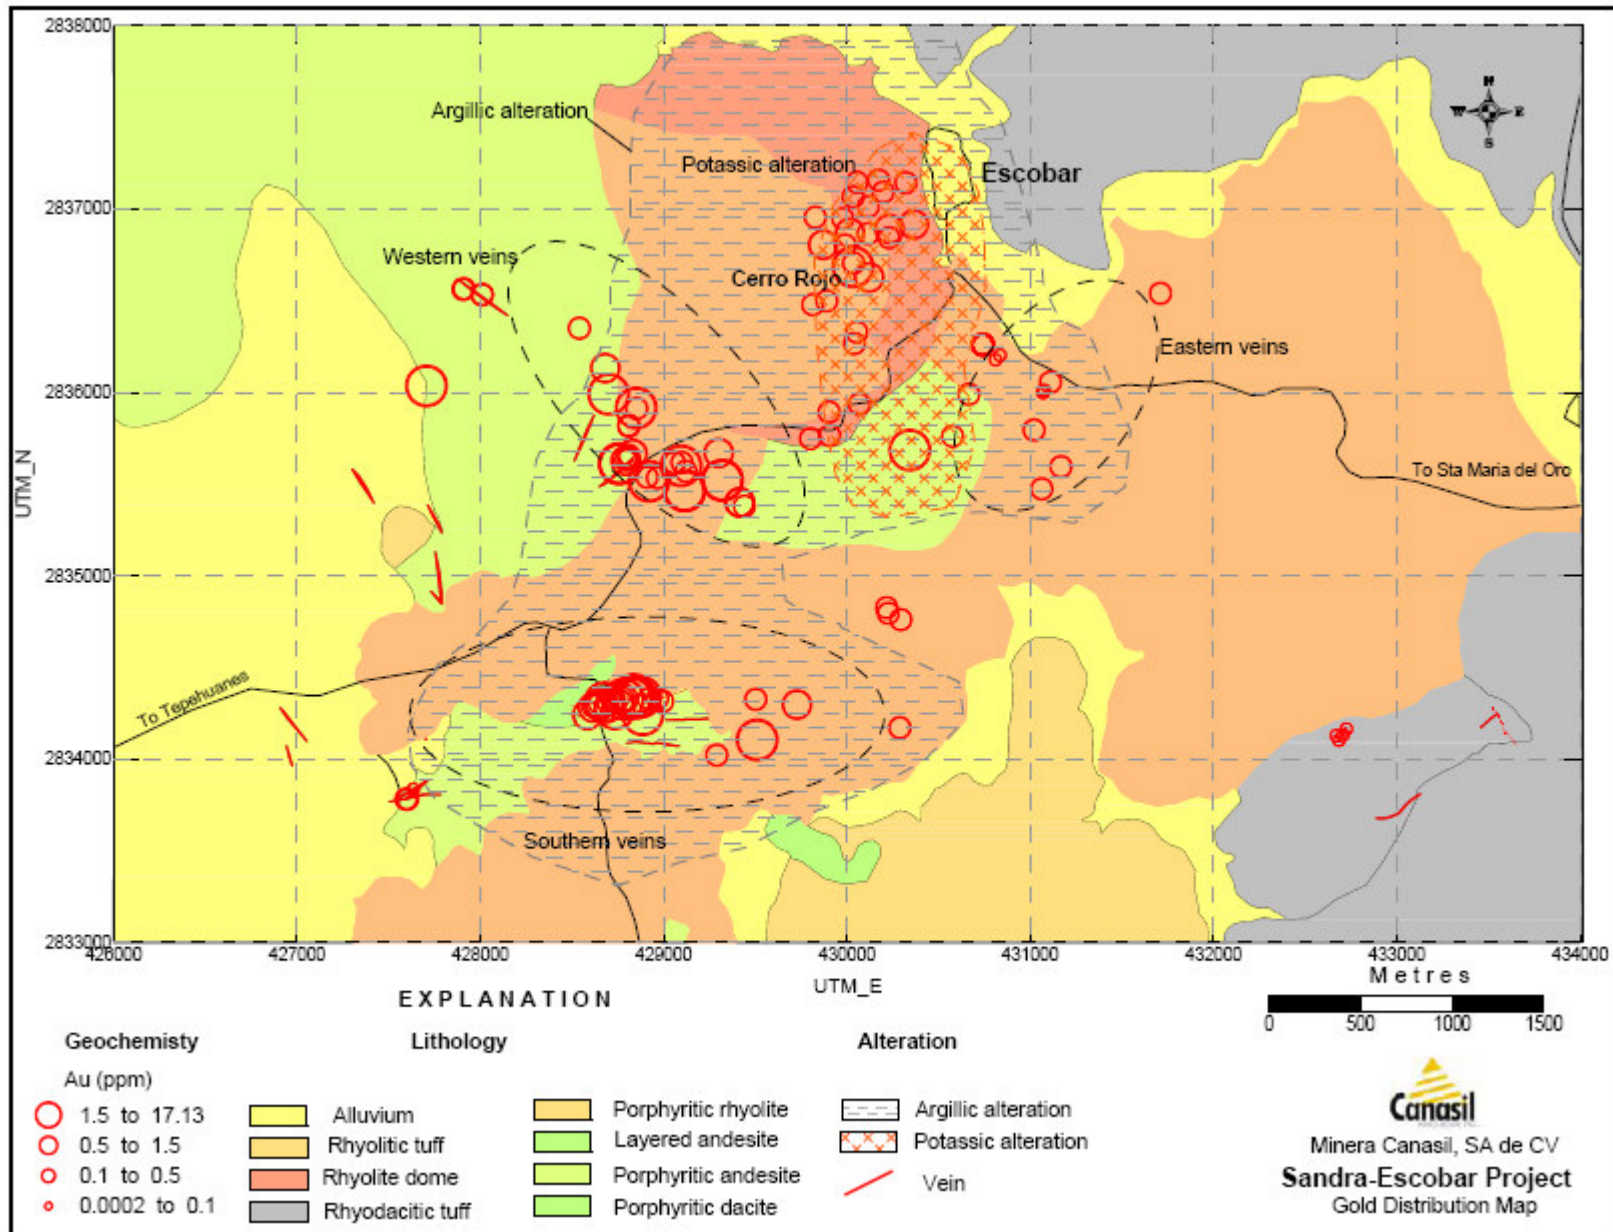 2838000
2837000
2836000
2835000
2834000
2833000
UTM_N
426000
427000
428000
429000
430000
431000
432000
433000
434000
UTM_E
N
W
E
S
Argillic alteration
Potassic alteration
Escobar
Western veins
Cerro Rojo
Eastern veins
To Sta Maria del Oro
To Tepehuanes
Southern veins
Metres
0 500 1000 1500
EXPLANATION
Geochemisty
Au (ppm)
1.5 to 17.13
0.5 to 1.5
0.1 to 0.5
0.0002 to 0.1
Lithology
Alluvium
Rhyolitic tuff
Rhyolite dome
Rhyodacitic tuff
Porphyritic rhyolite
Layered andesite
Porphyritic andesite
Porphyritic dacite
Alteration
Argillic alteration
Potassic alteration
Vein
Canasil
Minera Canasil, SA de CV
Sandra-Escobar Project
Gold Distribution Map